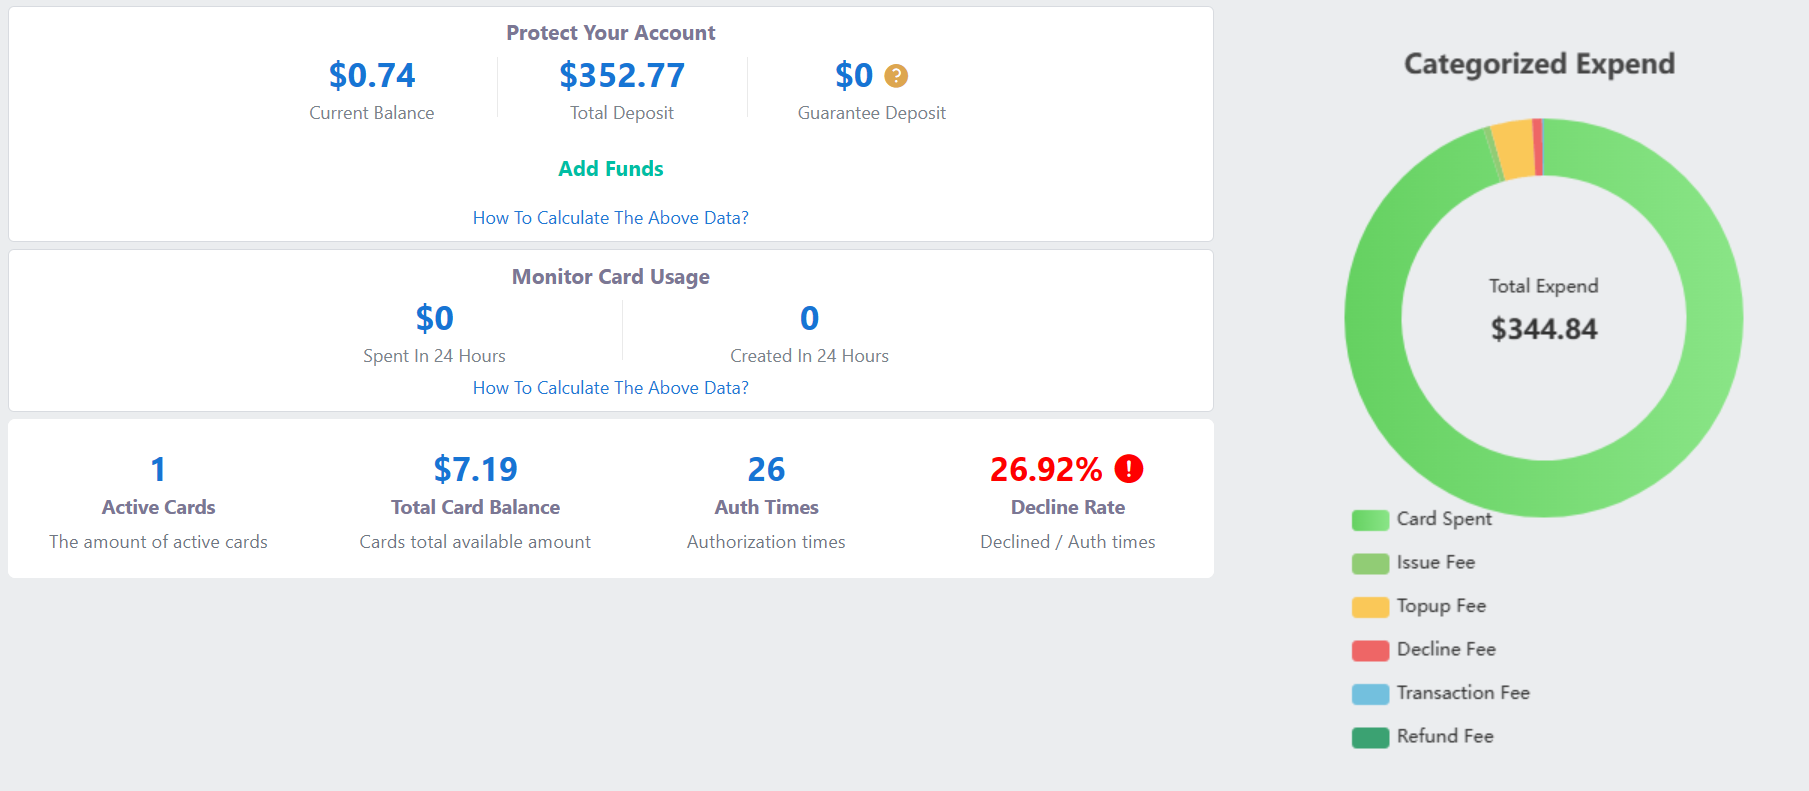 Protect Your Account
$0.74 $352.77 $0 ?
Current Balance Total Deposit Guarantee Deposit
Add Funds
How To Calculate The Above Data?
Monitor Card Usage
$0 0
Spent In 24 Hours Created In 24 Hours
How To Calculate The Above Data?
1 $7.19 26 26.92% !
Active Cards Total Card Balance Auth Times Decline Rate
The amount of active cards Cards total available amount Authorization times Declined / Auth times
Categorized Expend
Total Expend
$344.84
Card Spent
Issue Fee
Topup Fee
Decline Fee
Transaction Fee
Refund Fee